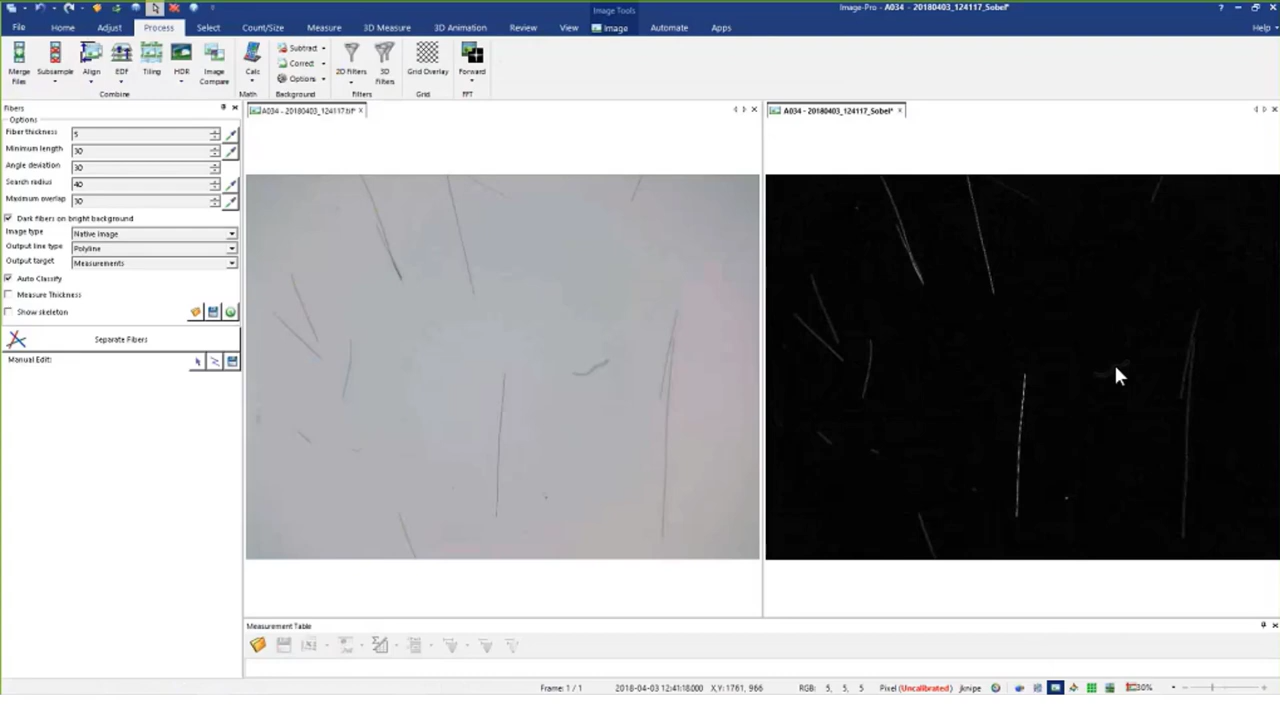 Image Tools
Image-Pro - A034 - 20180403_124117_Sobel*
File Home Adjust Process Select Count/Size Measure 3D Measure 3D Animation Review View Image Automate Apps Help
Merge Files
Subsample
Align
EDF
Tiling
HDR
Image Compare
Calc
Subtract
Correct
Options
2D Filters
3D Filters
Grid Overlay
Forward
Combine Math Background Filters Grid FFT
Fibers
Options
Fiber thickness 5
Minimum length 30
Angle deviation 30
Search radius 40
Maximum overlap 30
Dark fibers on bright background
Image type Native image
Output line type Polyline
Output target Measurements
Auto Classify
Measure Thickness
Show skeleton
Separate Fibers
Manual Edit:
A034 - 20180403_124117.tif*
A034 - 20180403_124117_Sobel*
Measurement Table
Frame: 1 / 1 2018-04-03 12:41:18.000 X,Y: 1761, 966 RGB: 5, 5, 5 Pixel (Uncalibrated) jknipe 30%